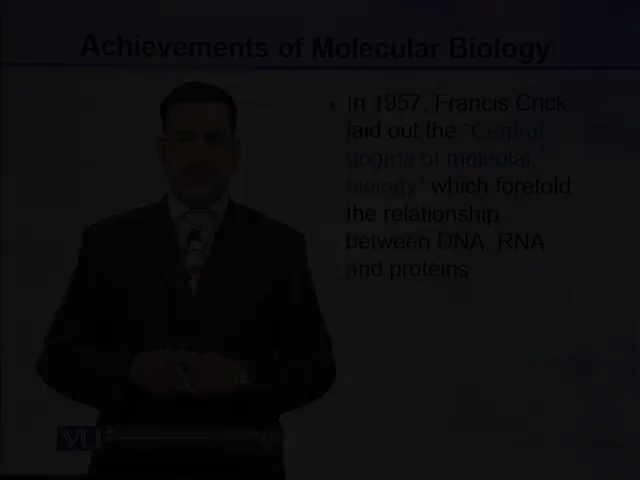 Achievements of Molecular Biology
• In 1957, Francis Crick
laid out the "Central
dogma of molecular
biology" which foretold
the relationship
between DNA, RNA
and proteins
VU